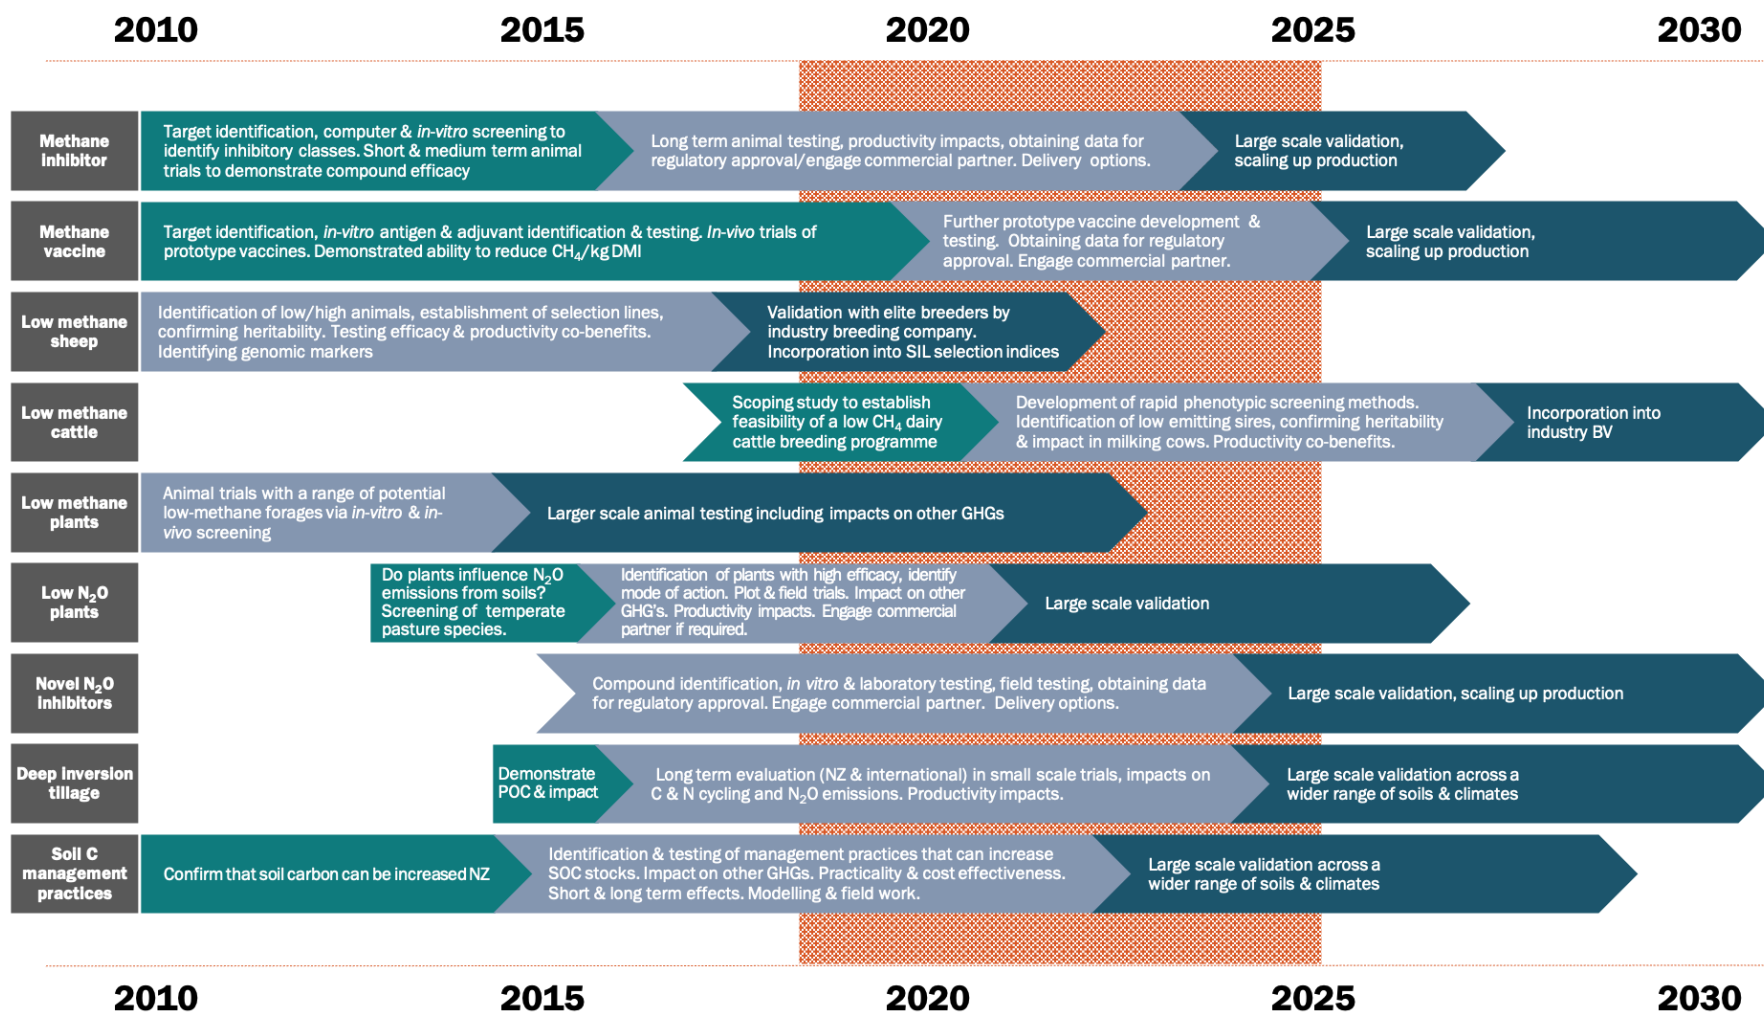 2010 2015 2020 2025 2030
Methane
inhibitor
Target identification, computer & in-vitro screening to
identify inhibitory classes. Short & medium term animal
trials to demonstrate compound efficacy
Long term animal testing, productivity impacts, obtaining data for
regulatory approval/engage commercial partner. Delivery options.
Large scale validation,
scaling up production
Methane
vaccine
Target identification, in-vitro antigen & adjuvant identification & testing. In-vivo trials of
prototype vaccines. Demonstrated ability to reduce CH₄/kg DMI
Further prototype vaccine development &
testing. Obtaining data for regulatory
approval. Engage commercial partner.
Large scale validation,
scaling up production
Low methane
sheep
Identification of low/high animals, establishment of selection lines,
confirming heritability. Testing efficacy & productivity co-benefits.
Identifying genomic markers
Validation with elite breeders by
industry breeding company.
Incorporation into SIL selection indices
Low methane
cattle
Scoping study to establish
feasibility of a low CH₄ dairy
cattle breeding programme
Development of rapid phenotypic screening methods.
Identification of low emitting sires, confirming heritability
& impact in milking cows. Productivity co-benefits.
Incorporation into
industry BV
Low methane
plants
Animal trials with a range of potential
low-methane forages via in-vitro & in-
vivo screening
Larger scale animal testing including impacts on other GHGs
Low N₂O
plants
Do plants influence N₂O
emissions from soils?
Screening of temperate
pasture species.
Identification of plants with high efficacy, identify
mode of action. Plot & field trials. Impact on other
GHG's. Productivity impacts. Engage commercial
partner if required.
Large scale validation
Novel N₂O
inhibitors
Compound identification, in vitro & laboratory testing, field testing, obtaining data
for regulatory approval. Engage commercial partner. Delivery options.
Large scale validation, scaling up production
Deep inversion
tillage
Demonstrate
POC & impact
Long term evaluation (NZ & international) in small scale trials, impacts on
C & N cycling and N₂O emissions. Productivity impacts.
Large scale validation across a
wider range of soils & climates
Soil C
management
practices
Confirm that soil carbon can be increased NZ
Identification & testing of management practices that can increase
SOC stocks. Impact on other GHGs. Practicality & cost effectiveness.
Short & long term effects. Modelling & field work.
Large scale validation across a
wider range of soils & climates
2010 2015 2020 2025 2030